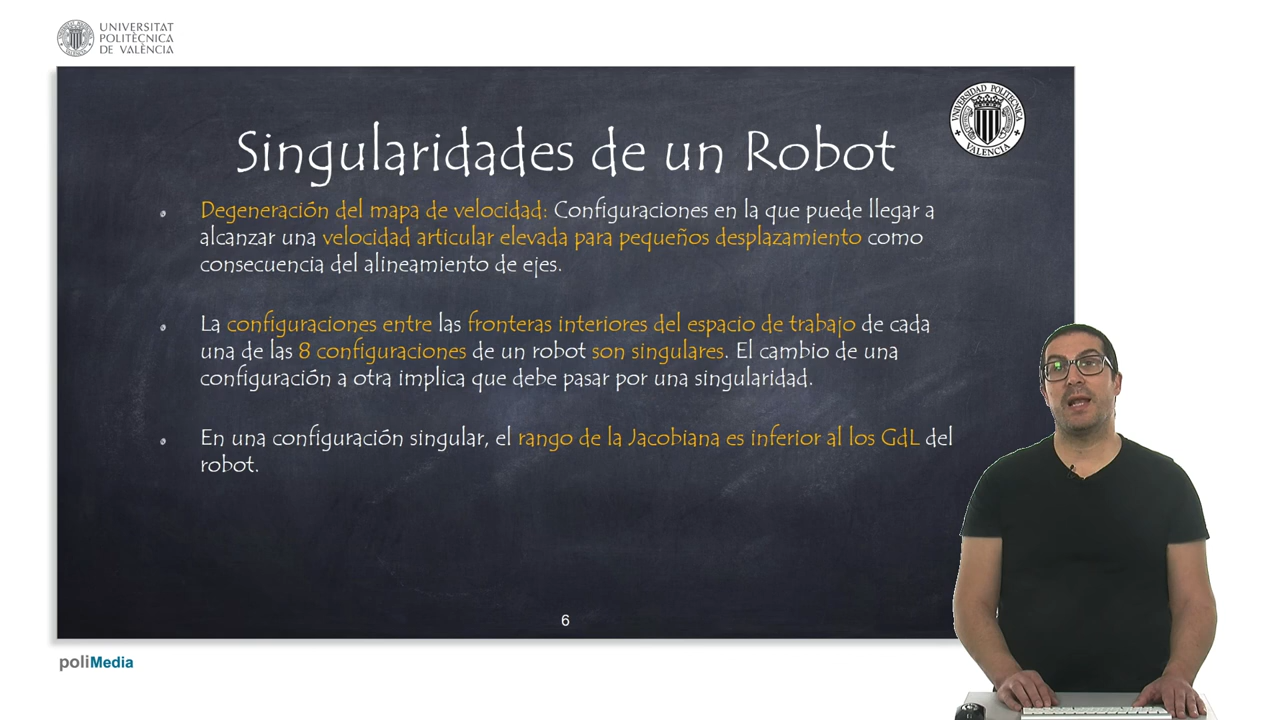 UNIVERSITAT
POLITÈCNICA
DE VALÈNCIA
UNIVERSIDAD POLITECNICA
VALENCIA
Singularidades de un Robot
Degeneración del mapa de velocidad: Configuraciones en la que puede llegar a
alcanzar una velocidad articular elevada para pequeños desplazamiento como
consecuencia del alineamiento de ejes.
La configuraciones entre las fronteras interiores del espacio de trabajo de cada
una de las 8 configuraciones de un robot son singulares. El cambio de una
configuración a otra implica que debe pasar por una singularidad.
En una configuración singular, el rango de la Jacobiana es inferior al los GdL del
robot.
6
poliMedia